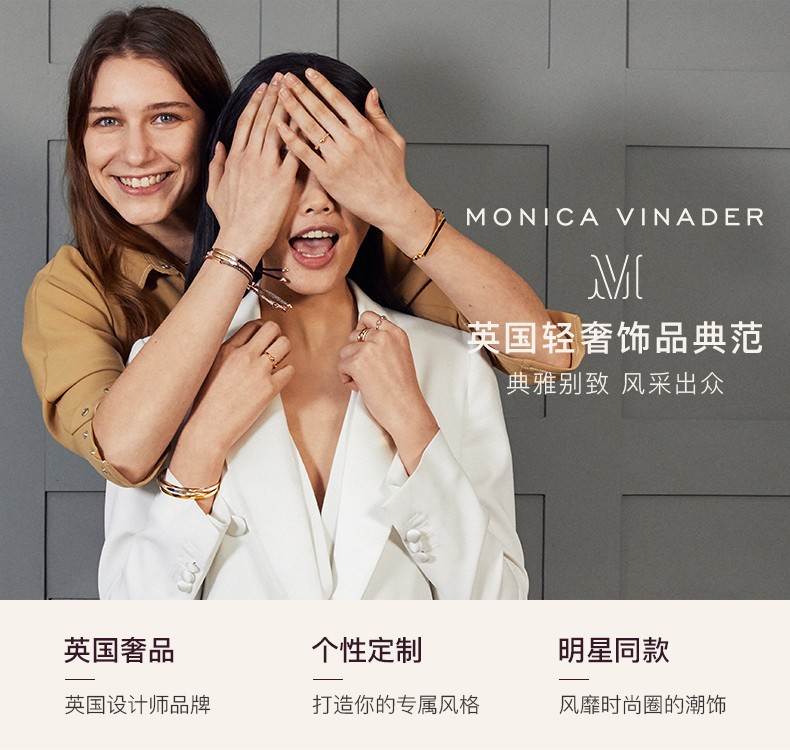 MONICA VINADER
英国轻奢饰品典范
典雅别致 风采出众
英国奢品
个性定制
明星同款
英国设计师品牌
打造你的专属风格
风靡时尚圈的潮饰